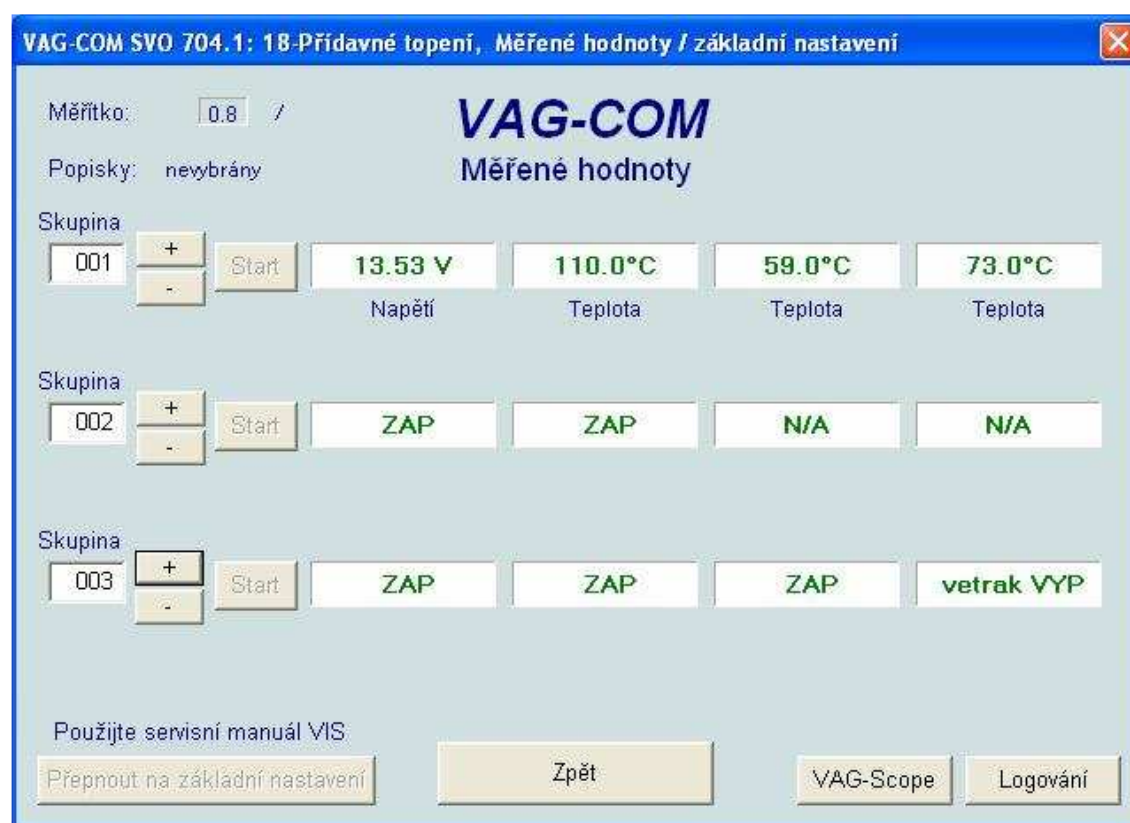 VAG-COM SVO 704.1: 18-Přídavné topení, Měřené hodnoty / základní nastavení
Měřítko: 0.8 /
VAG-COM
Popisky: nevybrány
Měřené hodnoty
Skupina
001 + - Start 13.53 V 110.0°C 59.0°C 73.0°C
Napětí Teplota Teplota Teplota
Skupina
002 + - Start ZAP ZAP N/A N/A
Skupina
003 + - Start ZAP ZAP ZAP vetrak VYP
Použijte servisní manuál VIS
Přepnout na základní nastavení Zpět VAG-Scope Logování